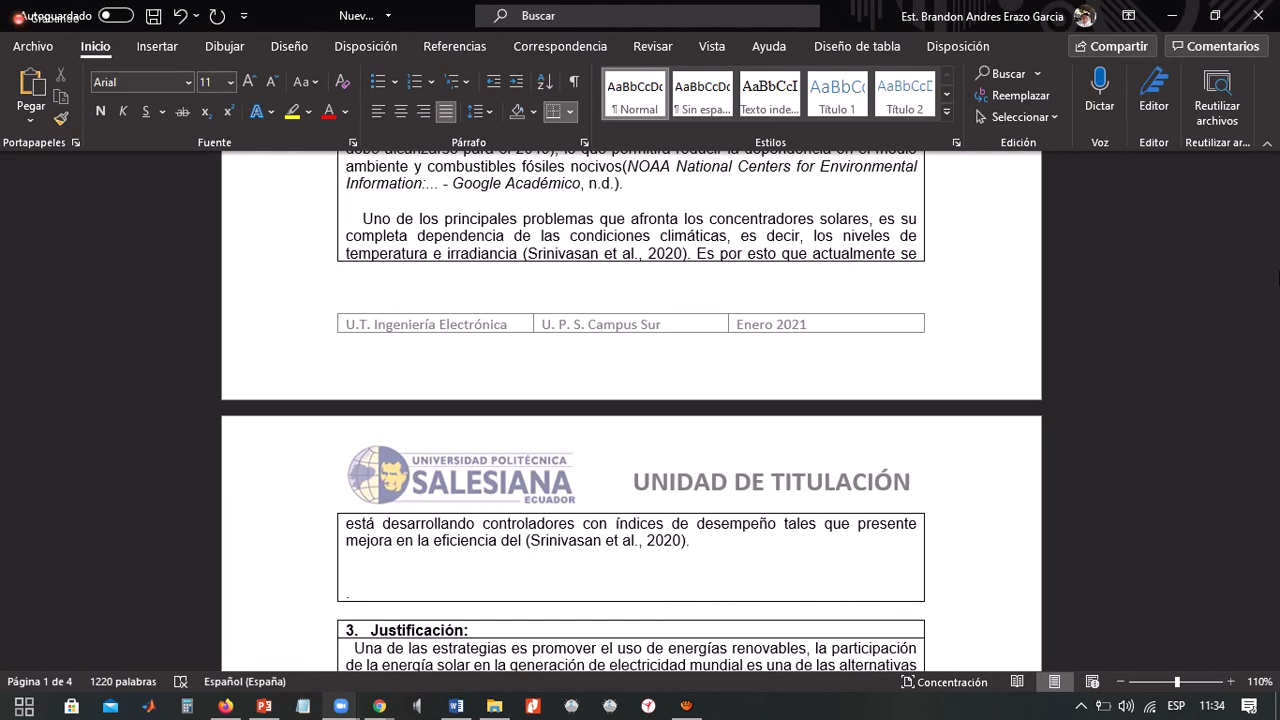 Autoguardado
Nuev...
Buscar
Est. Brandon Andres Erazo Garcia
Archivo Inicio Insertar Dibujar Diseño Disposición Referencias Correspondencia Revisar Vista Ayuda Diseño de tabla Disposición
Compartir Comentarios
Pegar
Arial 11
Aa
N K S ab x₂ x²
A A
AaBbCcDc AaBbCcDc AaBbCcI AaBbC( AaBbCcD
¶ Normal ¶ Sin espa... Texto inde... Título 1 Título 2
Buscar
Reemplazar
Seleccionar
Dictar
Editor
Reutilizar
archivos
Portapapeles Fuente Párrafo Estilos Edición Voz Editor Reutilizar ar...
ambiente y combustibles fósiles nocivos(NOAA National Centers for Environmental
Information:... - Google Académico, n.d.).
Uno de los principales problemas que afronta los concentradores solares, es su
completa dependencia de las condiciones climáticas, es decir, los niveles de
temperatura e irradiancia (Srinivasan et al., 2020). Es por esto que actualmente se
U.T. Ingeniería Electrónica U. P. S. Campus Sur Enero 2021
UNIVERSIDAD POLITÉCNICA
SALESIANA
ECUADOR
UNIDAD DE TITULACIÓN
está desarrollando controladores con índices de desempeño tales que presente
mejora en la eficiencia del (Srinivasan et al., 2020).
.
3. Justificación:
Una de las estrategias es promover el uso de energías renovables, la participación
de la energía solar en la generación de electricidad mundial es una de las alternativas
Página 1 de 4 1220 palabras Español (España) Concentración 110%
ESP 11:34